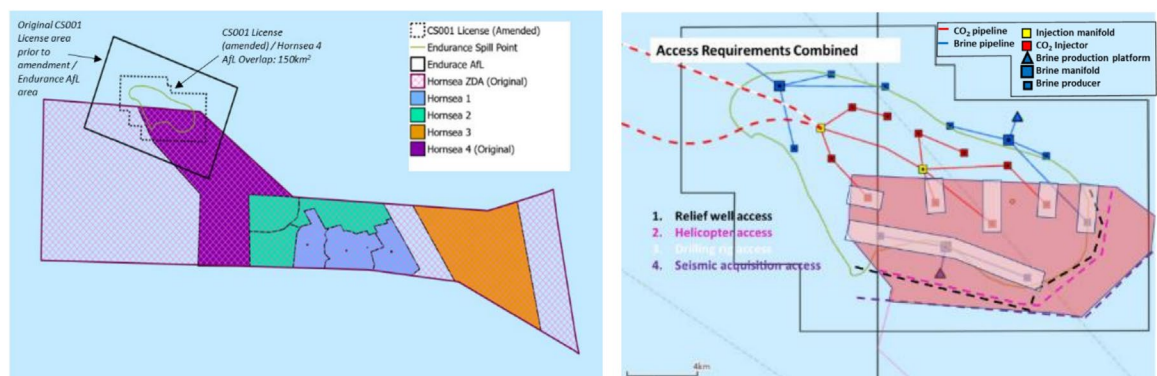 Original CS001
License area
prior to
amendment /
Endurance AfL
area
CS001 License
(amended) / Hornsea 4
AfL Overlap: 150km²
CS001 License (Amended)
Endurance Spill Point
Endurance AfL
Hornsea ZDA (Original)
Hornsea 1
Hornsea 2
Hornsea 3
Hornsea 4 (Original)
Access Requirements Combined
CO₂ pipeline
Brine pipeline
Injection manifold
CO₂ Injector
Brine production platform
Brine manifold
Brine producer
1. Relief well access
2. Helicopter access
3. Drilling rig access
4. Seismic acquisition access
4km